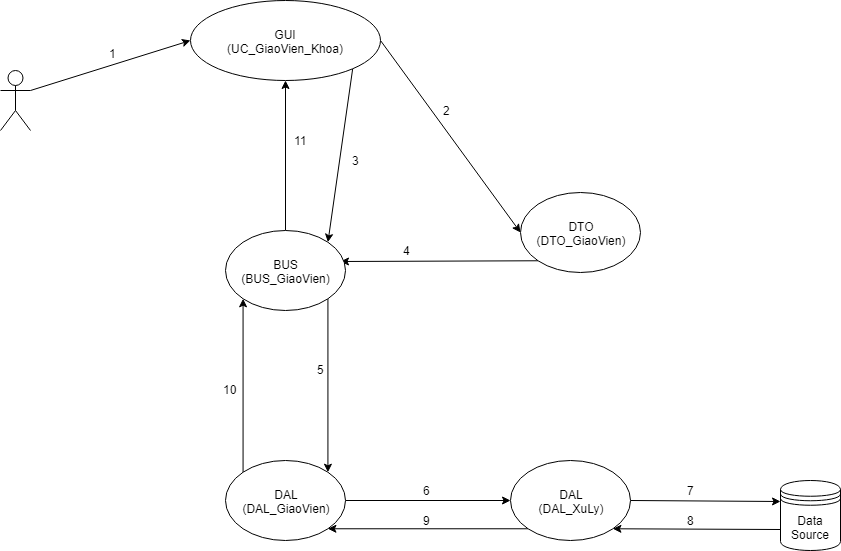 GUI
(UC_GiaoVien_Khoa)
1
2
11
3
DTO
(DTO_GiaoVien)
4
BUS
(BUS_GiaoVien)
5
10
DAL
(DAL_GiaoVien)
6
9
DAL
(DAL_XuLy)
7
8
Data
Source